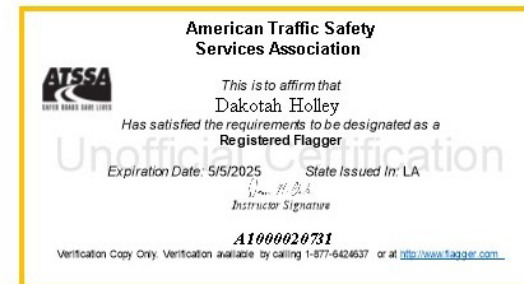 American Traffic Safety
Services Association
ATSSA
SAFER ROADS SAVE LIVES
This is to affirm that
Dakotah Holley
Has satisfied the requirements to be designated as a
Registered Flagger
Unofficial Certification
Expiration Date: 5/5/2025 State Issued In: LA
Instructor Signature
A1000020731
Verification Copy Only. Verification available by calling 1-877-6424637 or at http://www.flagger.com